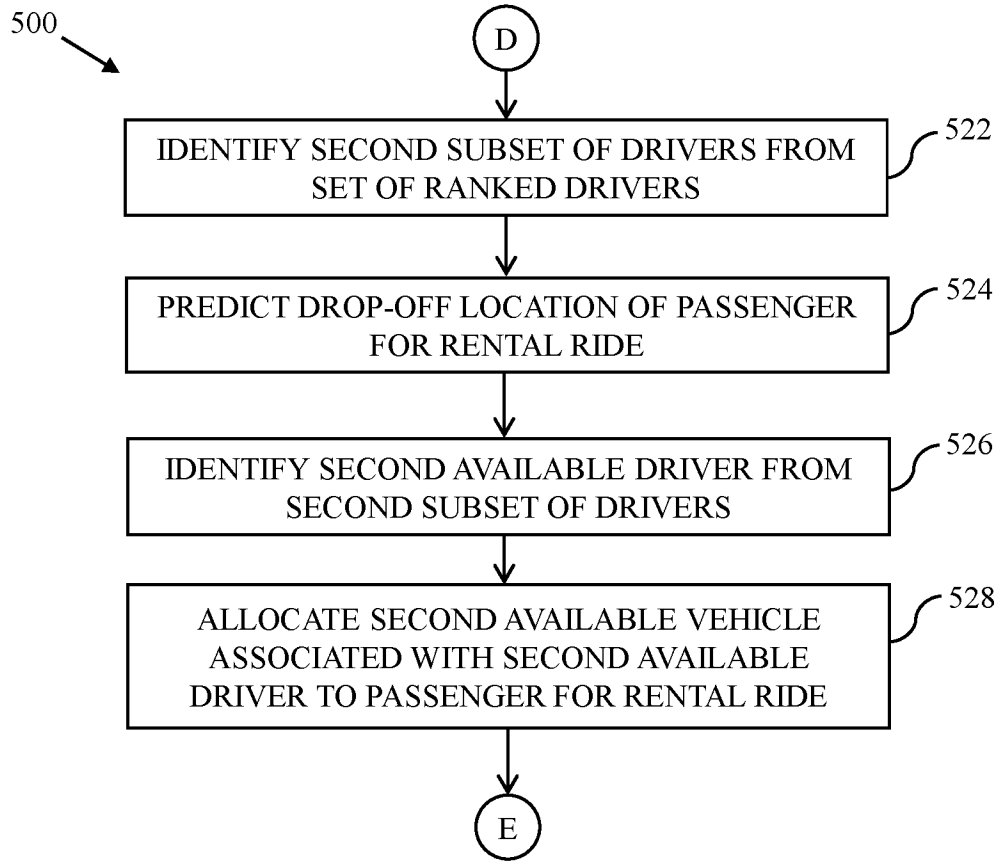 500
D
IDENTIFY SECOND SUBSET OF DRIVERS FROM
SET OF RANKED DRIVERS
522
PREDICT DROP-OFF LOCATION OF PASSENGER
FOR RENTAL RIDE
524
IDENTIFY SECOND AVAILABLE DRIVER FROM
SECOND SUBSET OF DRIVERS
526
ALLOCATE SECOND AVAILABLE VEHICLE
ASSOCIATED WITH SECOND AVAILABLE
DRIVER TO PASSENGER FOR RENTAL RIDE
528
E